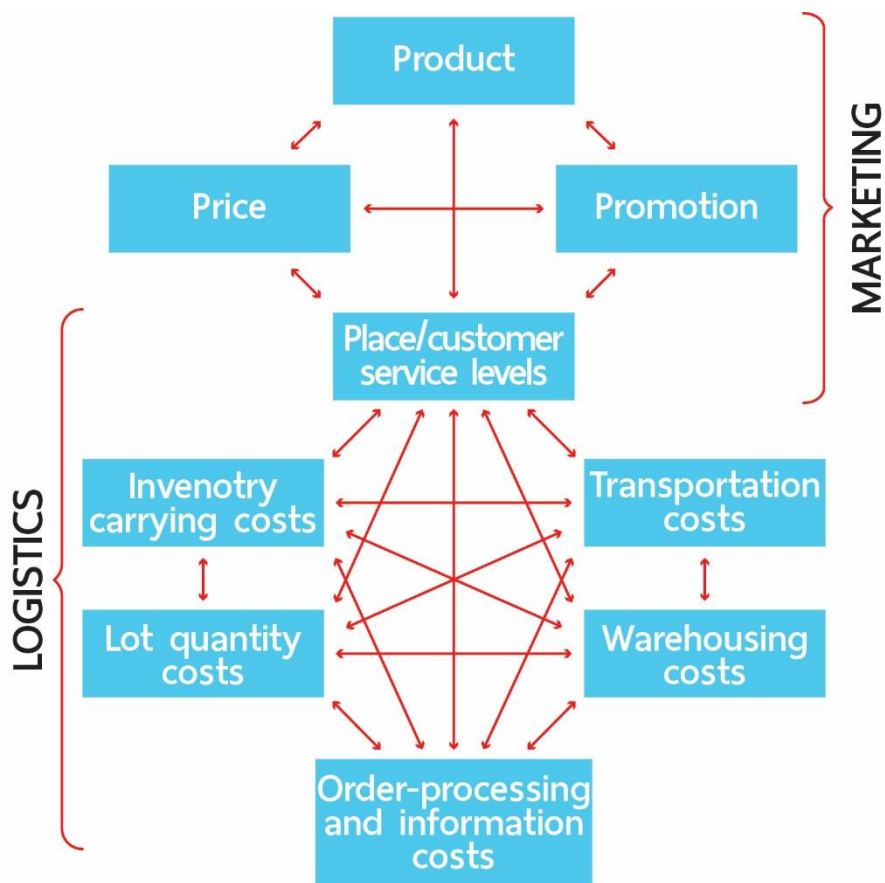 Product
MARKETING
Price
Promotion
Place/customer
service levels
LOGISTICS
Invenotry
carrying costs
Transportation
costs
Lot quantity
costs
Warehousing
costs
Order-processing
and information
costs